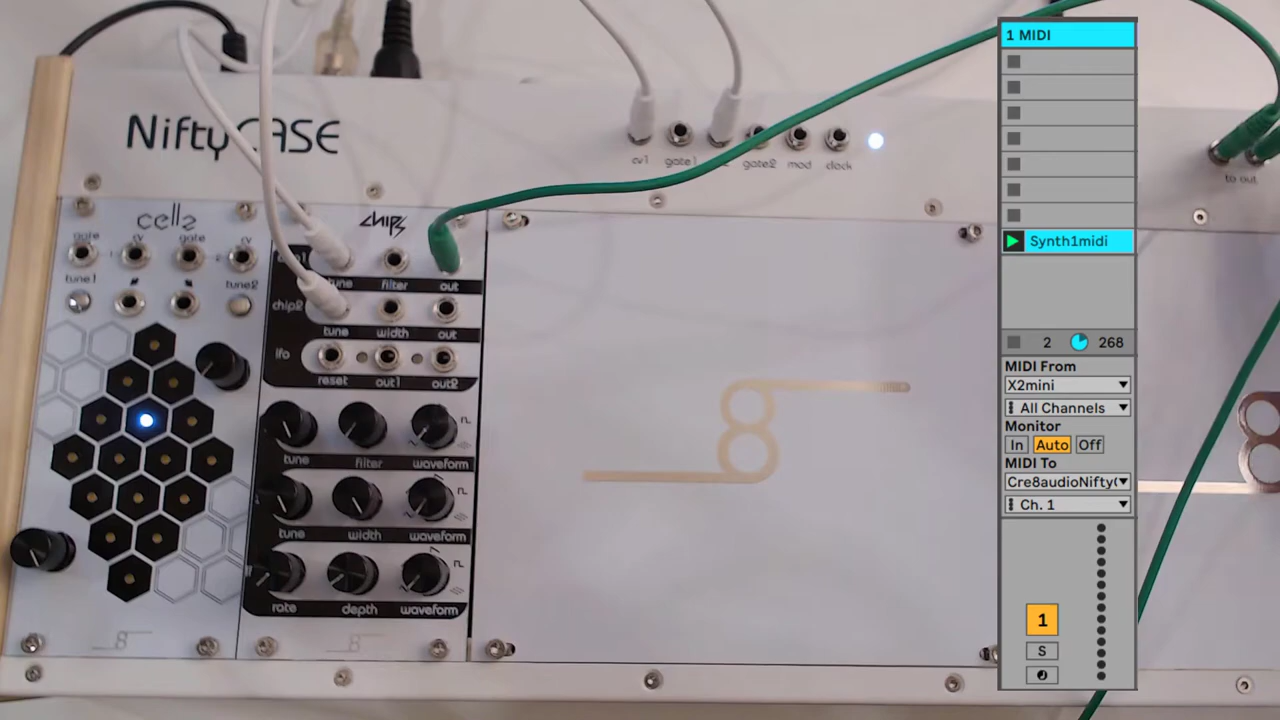 NiftyCASE
cv1 gate1 gate2 mod clock
to out
cells
gate cv gate cv
tune1 tune2
chips
tune filter out
chip2
tune width out
lfo
reset out1 out2
tune filter waveform
tune width waveform
rate depth waveform
1 MIDI
Synth1midi
2 268
MIDI From
X2mini
All Channels
Monitor
In Auto Off
MIDI To
Cre8audioNifty(
Ch. 1
1
S